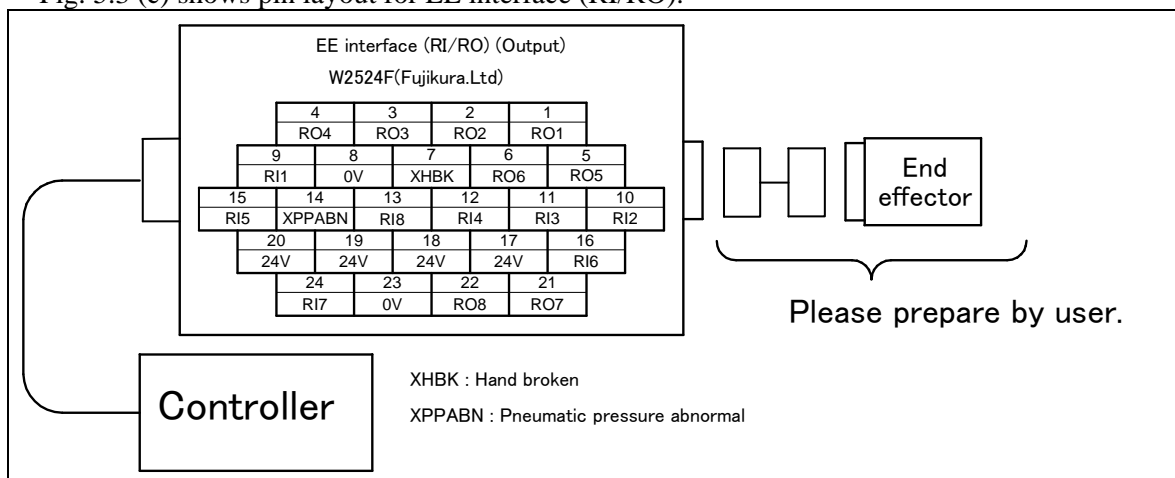 Fig. 5.3 (c) shows pin layout for EE interface (RI/RO).
EE interface (RI/RO) (Output)
W2524F(Fujikura.Ltd)
4 3 2 1
RO4 RO3 RO2 RO1
9 8 7 6 5
RI1 0V XHBK RO6 RO5
15 14 13 12 11 10
RI5 XPPABN RI8 RI4 RI3 RI2
20 19 18 17 16
24V 24V 24V 24V RI6
24 23 22 21
RI7 0V RO8 RO7
End
effector
Please prepare by user.
Controller
XHBK : Hand broken
XPPABN : Pneumatic pressure abnormal